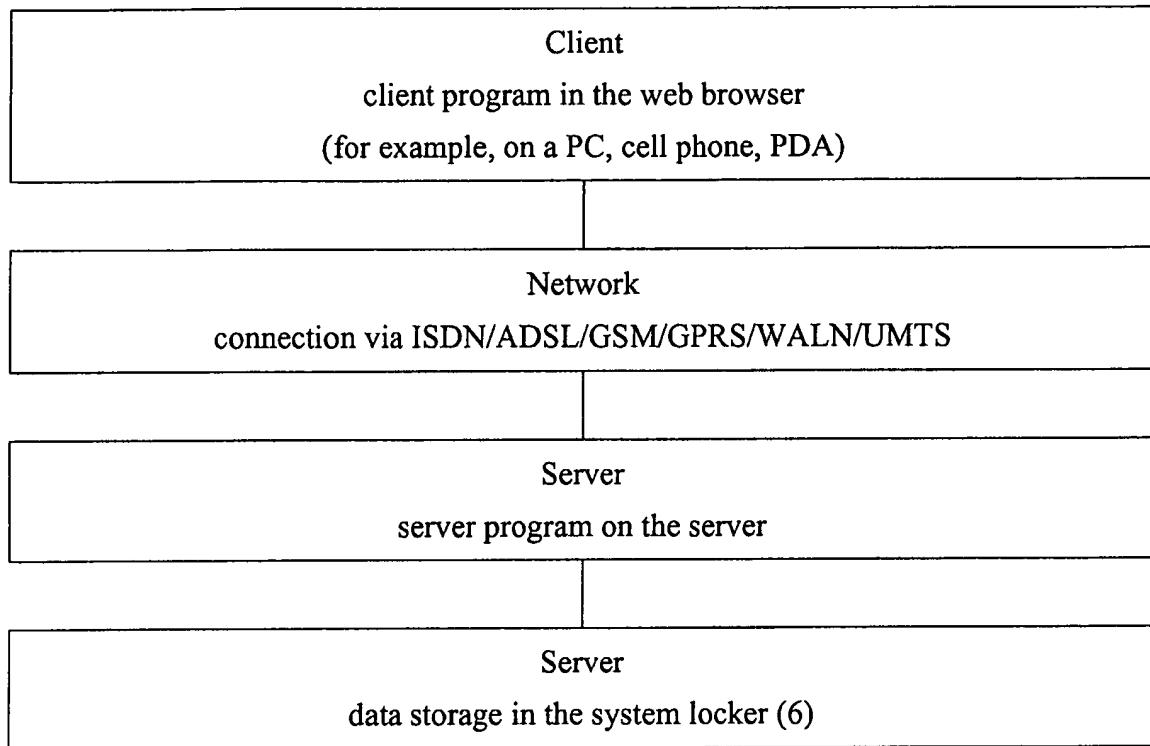 Client
client program in the web browser
(for example, on a PC, cell phone, PDA)
Network
connection via ISDN/ADSL/GSM/GPRS/WALN/UMTS
Server
server program on the server
Server
data storage in the system locker (6)